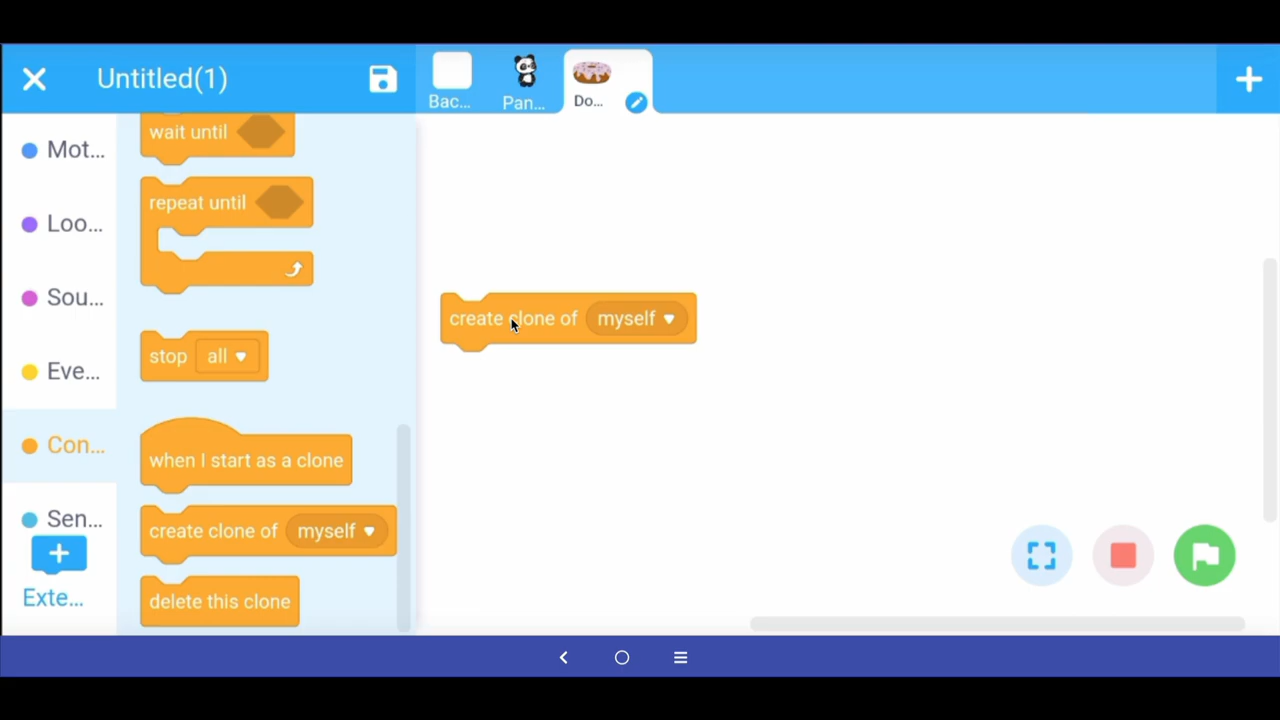 Untitled(1)
Bac...
Pan...
Do...
Mot...
Loo...
Sou...
Eve...
Con...
Sen...
Exte...
wait until
repeat until
stop all
when I start as a clone
create clone of myself
delete this clone
create clone of myself